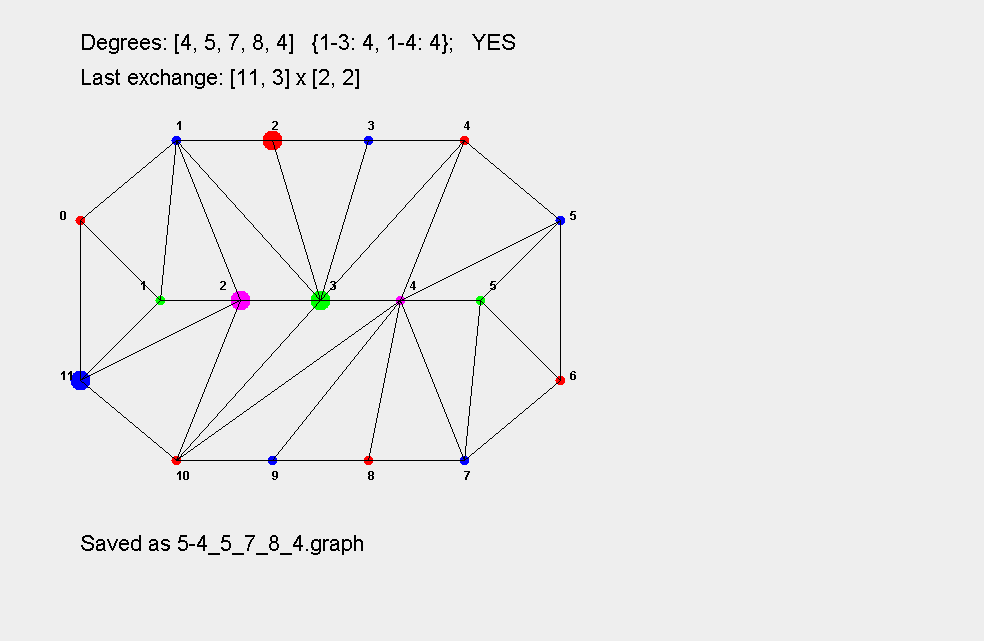 Degrees: [4, 5, 7, 8, 4] {1-3: 4, 1-4: 4}; YES
Last exchange: [11, 3] x [2, 2]
1 2 3 4
0 5
1 2 3 4 5
11 6
10 9 8 7
Saved as 5-4_5_7_8_4.graph